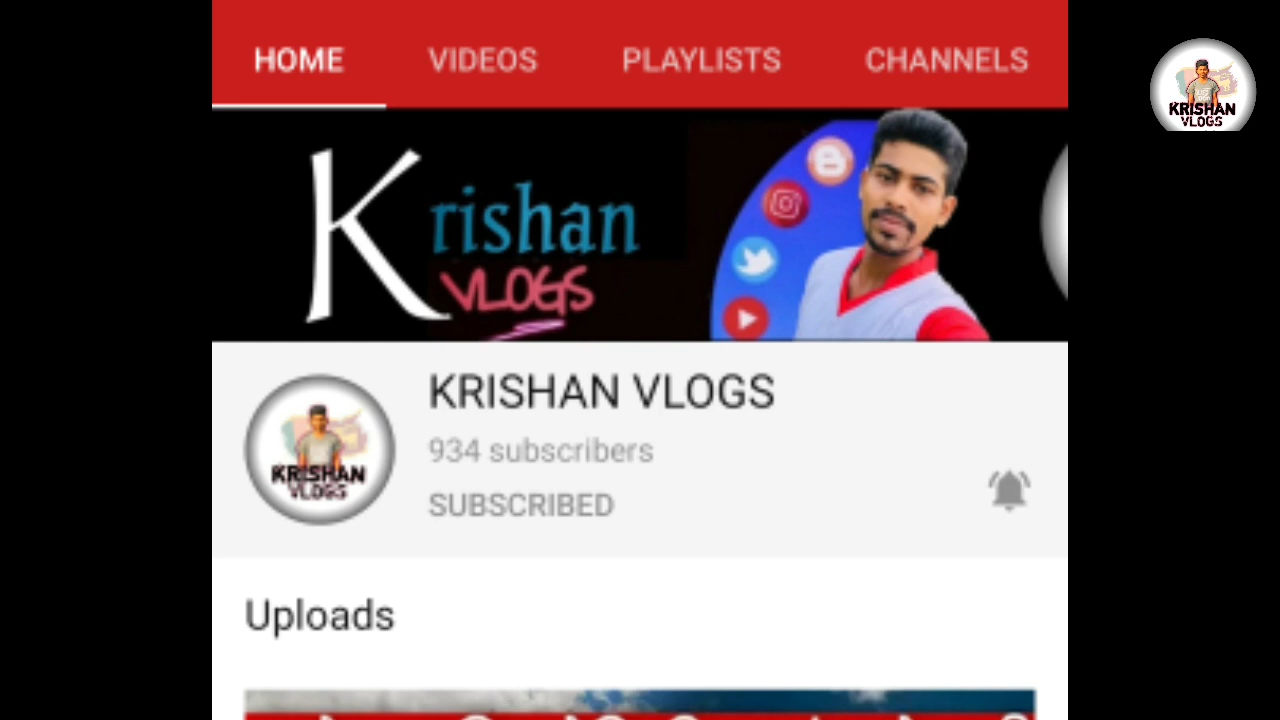 HOME VIDEOS PLAYLISTS CHANNELS
KRISHAN
VLOGS
Krishan
VLOGS
KRISHAN VLOGS
934 subscribers
KRISHAN
VLOGS
SUBSCRIBED
Uploads